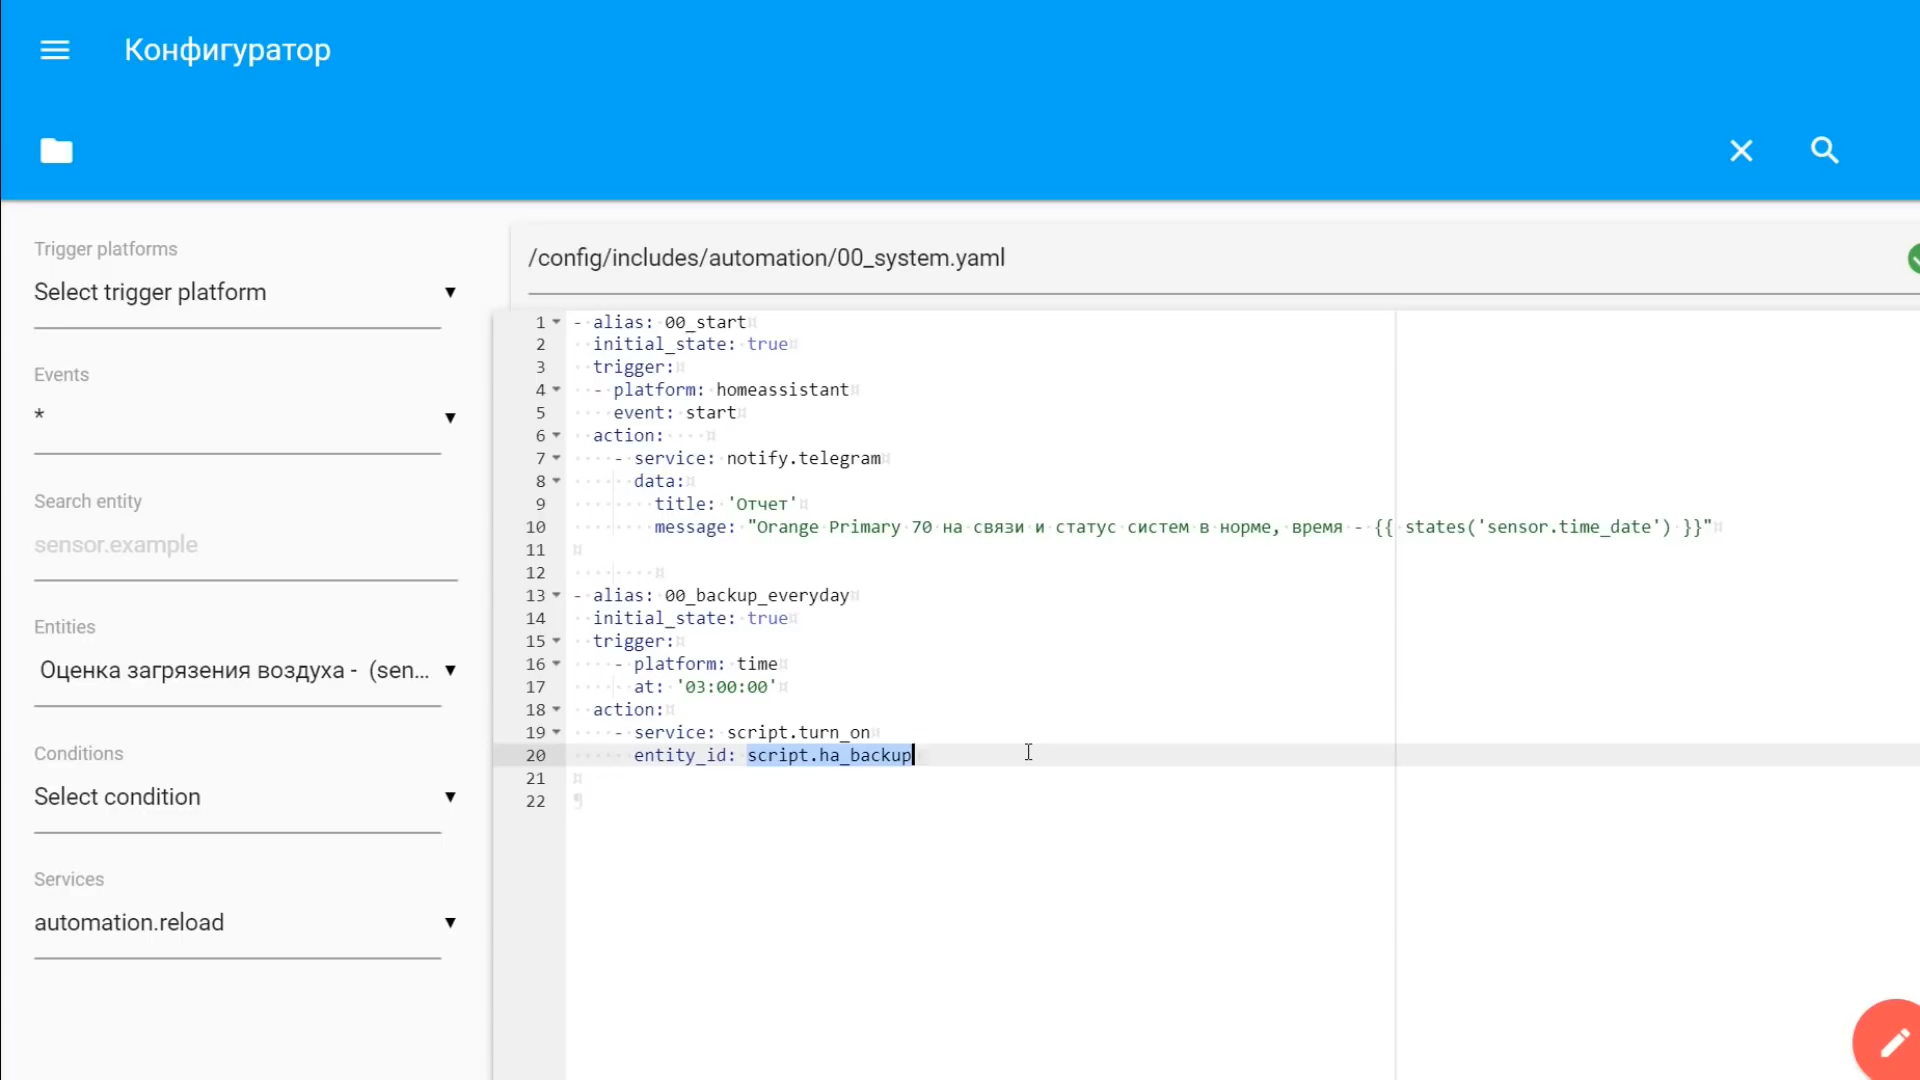 Конфигуратор
Trigger platforms
Select trigger platform
Events
*
Search entity
sensor.example
Entities
Оценка загрязения воздуха - (sen...
Conditions
Select condition
Services
automation.reload
/config/includes/automation/00_system.yaml
1 - alias: 00_start
2 initial_state: true
3 trigger:
4 - platform: homeassistant
5 event: start
6 action:
7 - service: notify.telegram
8 data:
9 title: 'Отчет'
10 message: "Orange Primary 70 на связи и статус систем в норме, время - {{ states('sensor.time_date') }}"
11
12
13 - alias: 00_backup_everyday
14 initial_state: true
15 trigger:
16 - platform: time
17 at: '03:00:00'
18 action:
19 - service: script.turn_on
20 entity_id: script.ha_backup
21
22